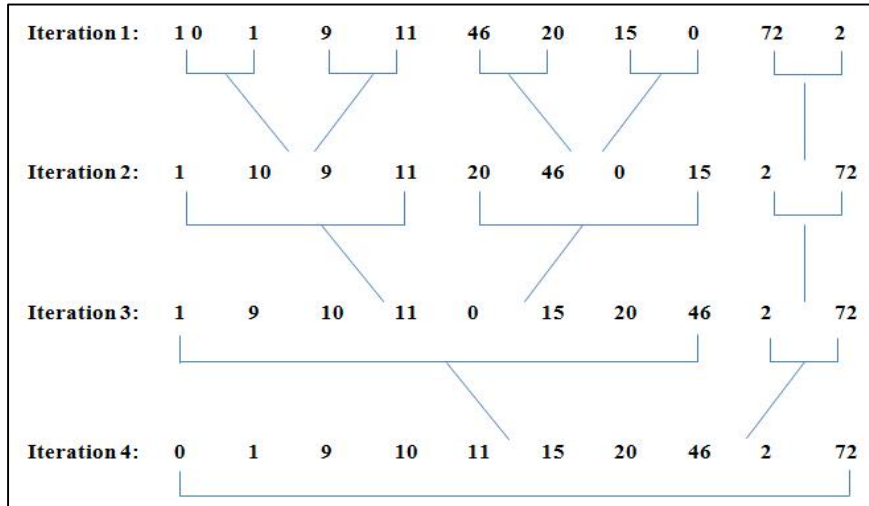 Iteration 1: 1 0 1 9 11 46 20 15 0 72 2
Iteration 2: 1 10 9 11 20 46 0 15 2 72
Iteration 3: 1 9 10 11 0 15 20 46 2 72
Iteration 4: 0 1 9 10 11 15 20 46 2 72